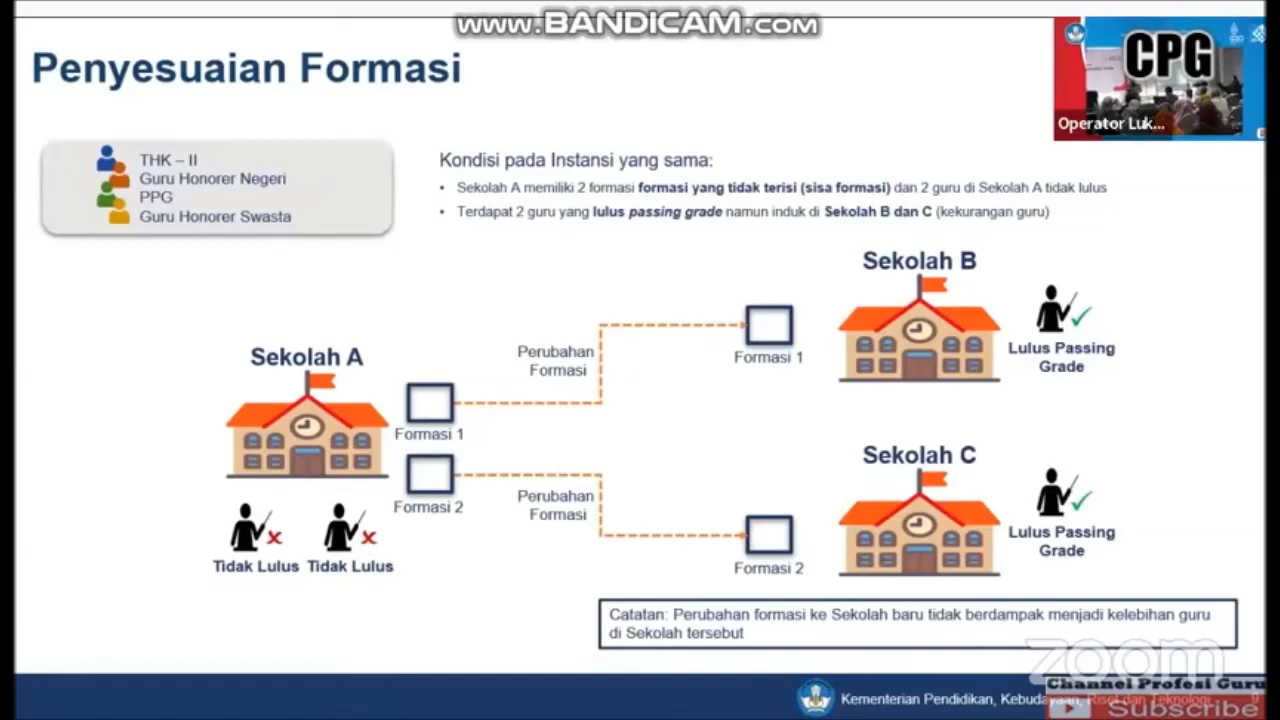 www.BANDICAM.com
Penyesuaian Formasi
CPG
Operator Luk...
THK – II
Guru Honorer Negeri
PPG
Guru Honorer Swasta
Kondisi pada Instansi yang sama:
• Sekolah A memiliki 2 formasi formasi yang tidak terisi (sisa formasi) dan 2 guru di Sekolah A tidak lulus
• Terdapat 2 guru yang lulus passing grade namun induk di Sekolah B dan C (kekurangan guru)
Sekolah B
Lulus Passing
Grade
Formasi 1
Perubahan
Formasi
Sekolah A
Formasi 1
Formasi 2
Tidak Lulus Tidak Lulus
Perubahan
Formasi
Sekolah C
Lulus Passing
Grade
Formasi 2
Catatan: Perubahan formasi ke Sekolah baru tidak berdampak menjadi kelebihan guru
di Sekolah tersebut
zoom
Channel Profesi Guru
Kementerian Pendidikan, Kebudayaan, Riset dan Teknologi 9
Subscribe